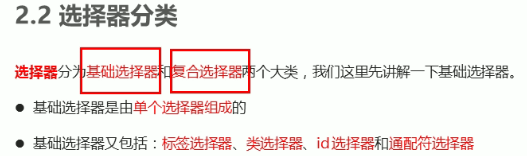 2.2 选择器分类
选择器分为基础选择器和复合选择器两个大类，我们这里先讲解一下基础选择器。
● 基础选择器是由单个选择器组成的
● 基础选择器又包括：标签选择器、类选择器、id 选择器和通配符选择器